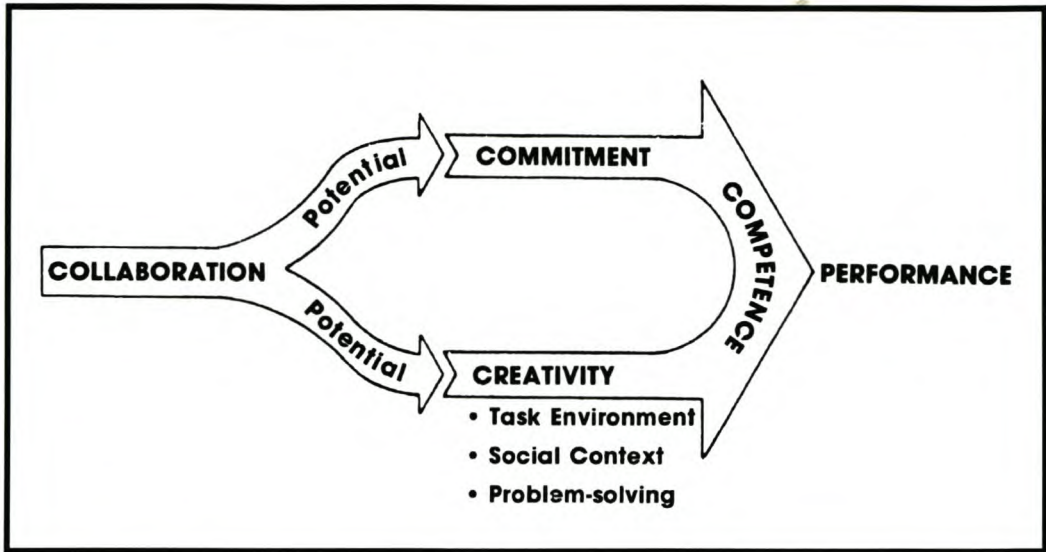 COLLABORATION
Potential
Potential
COMMITMENT
CREATIVITY
• Task Environment
• Social Context
• Problem-solving
COMPETENCE
PERFORMANCE